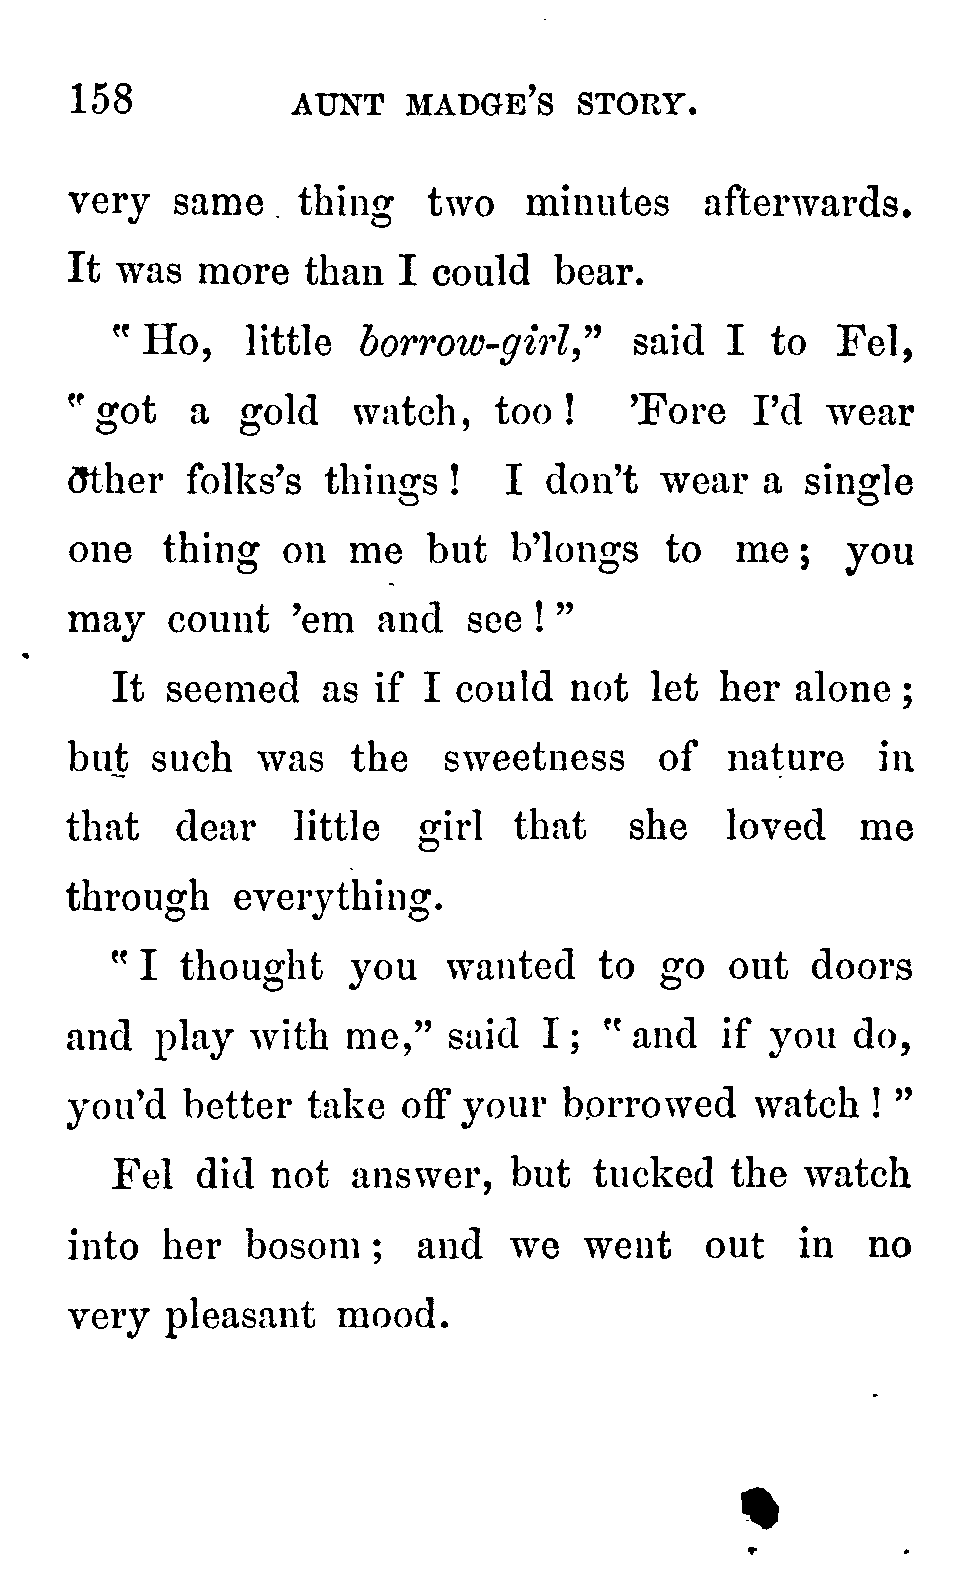 158 AUNT MADGE'S STORY.
very same thing two minutes afterwards.
It was more than I could bear.
"Ho, little borrow-girl," said I to Fel,
"got a gold watch, too! 'Fore I'd wear
other folks's things! I don't wear a single
one thing on me but b'longs to me; you
may count 'em and see!"
It seemed as if I could not let her alone;
but such was the sweetness of nature in
that dear little girl that she loved me
through everything.
"I thought you wanted to go out doors
and play with me," said I; "and if you do,
you'd better take off your borrowed watch!"
Fel did not answer, but tucked the watch
into her bosom; and we went out in no
very pleasant mood.